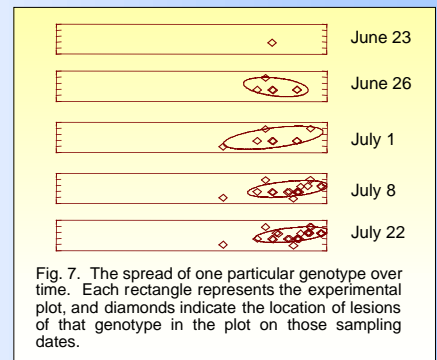 June 23
June 26
July 1
July 8
July 22
Fig. 7. The spread of one particular genotype over
time. Each rectangle represents the experimental
plot, and diamonds indicate the location of lesions
of that genotype in the plot on those sampling
dates.